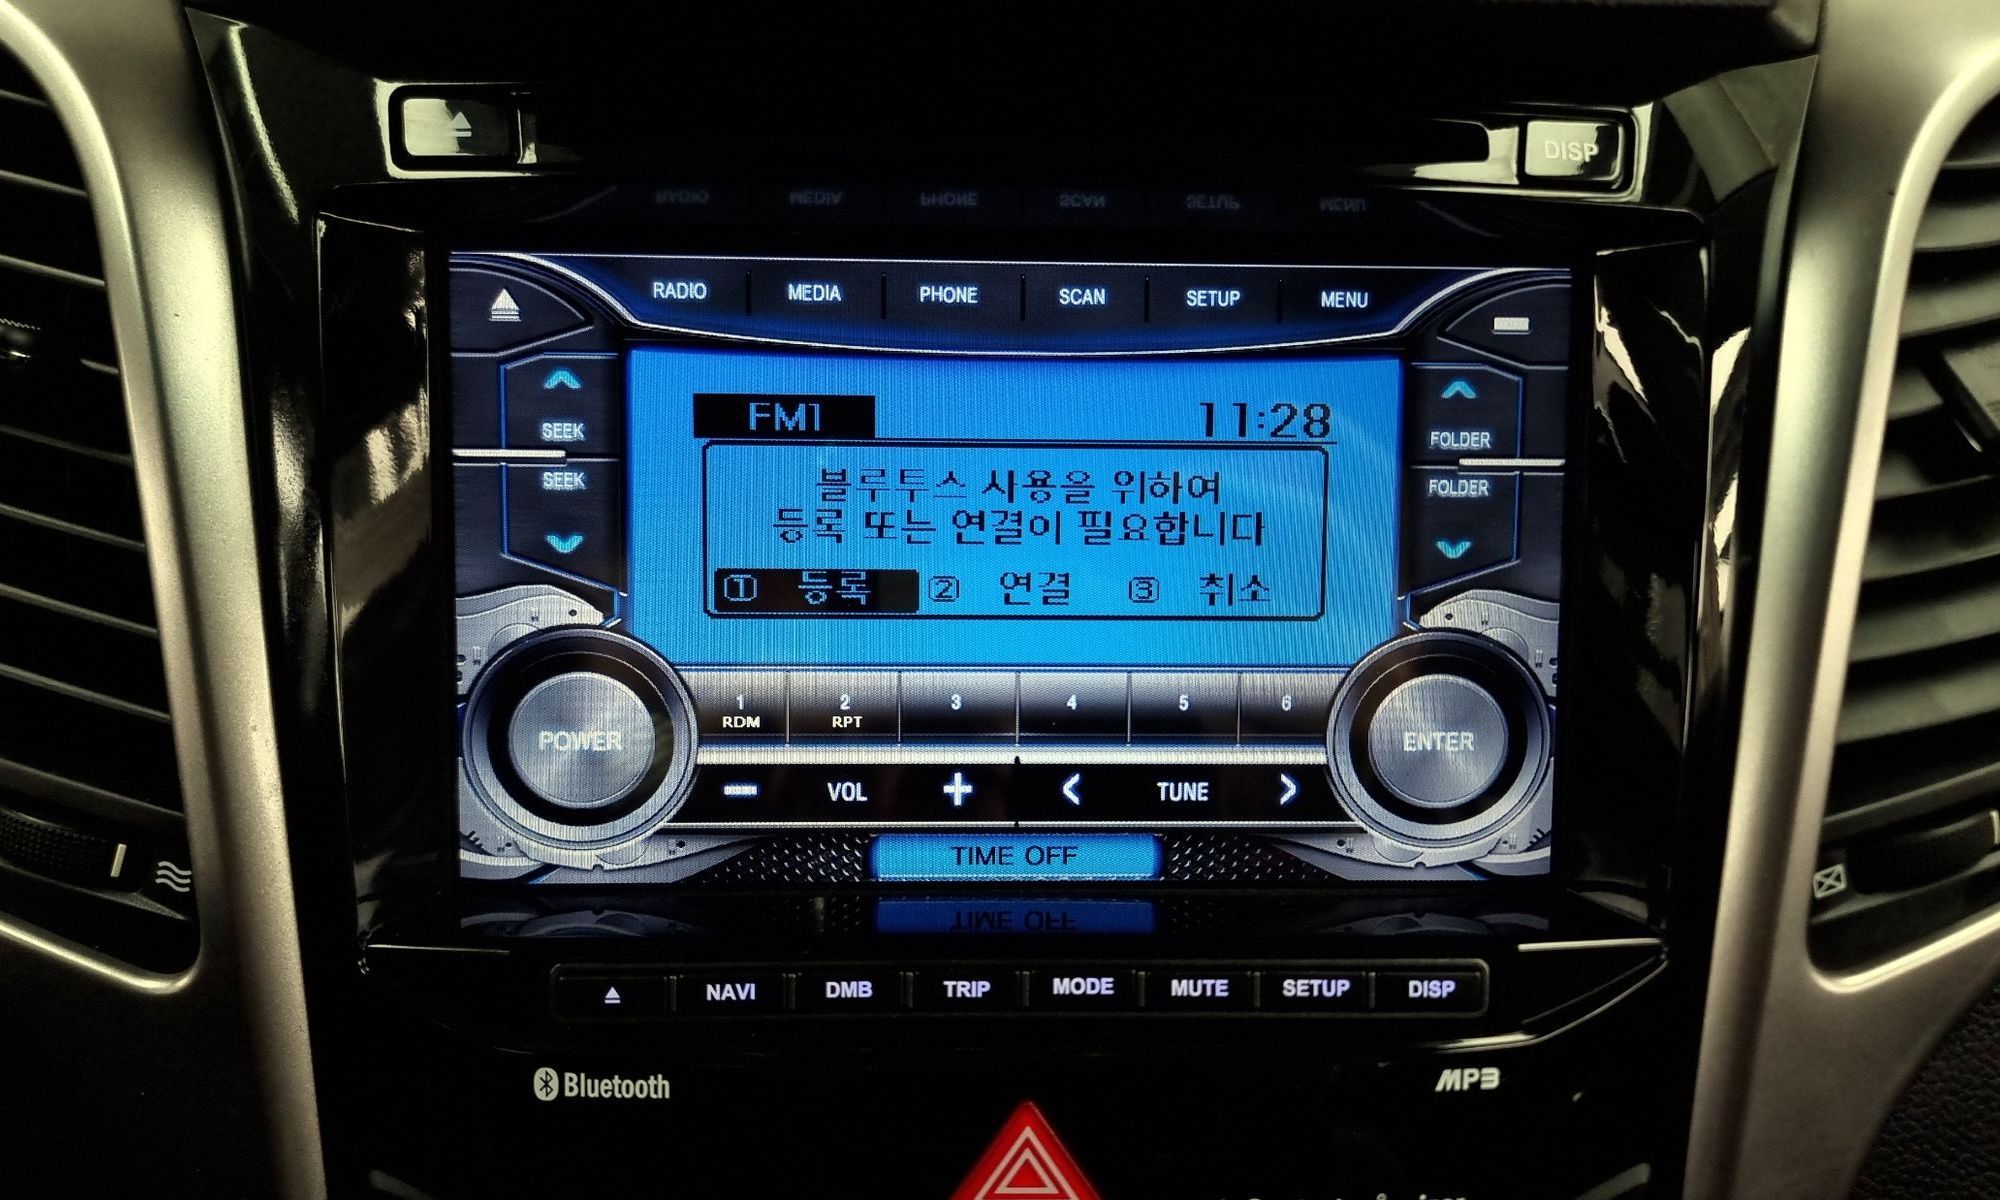 DISP
RADIO MEDIA PHONE SCAN SETUP MENU
FM1 11:28
SEEK
FOLDER
블루투스 사용을 위하여
SEEK
FOLDER
등록 또는 연결이 필요합니다
① 등록 ② 연결 ③ 취소
1 2 3 4 5 6
RDM RPT
POWER
ENTER
VOL + < TUNE >
TIME OFF
NAVI DMB TRIP MODE MUTE SETUP DISP
Bluetooth
MP3